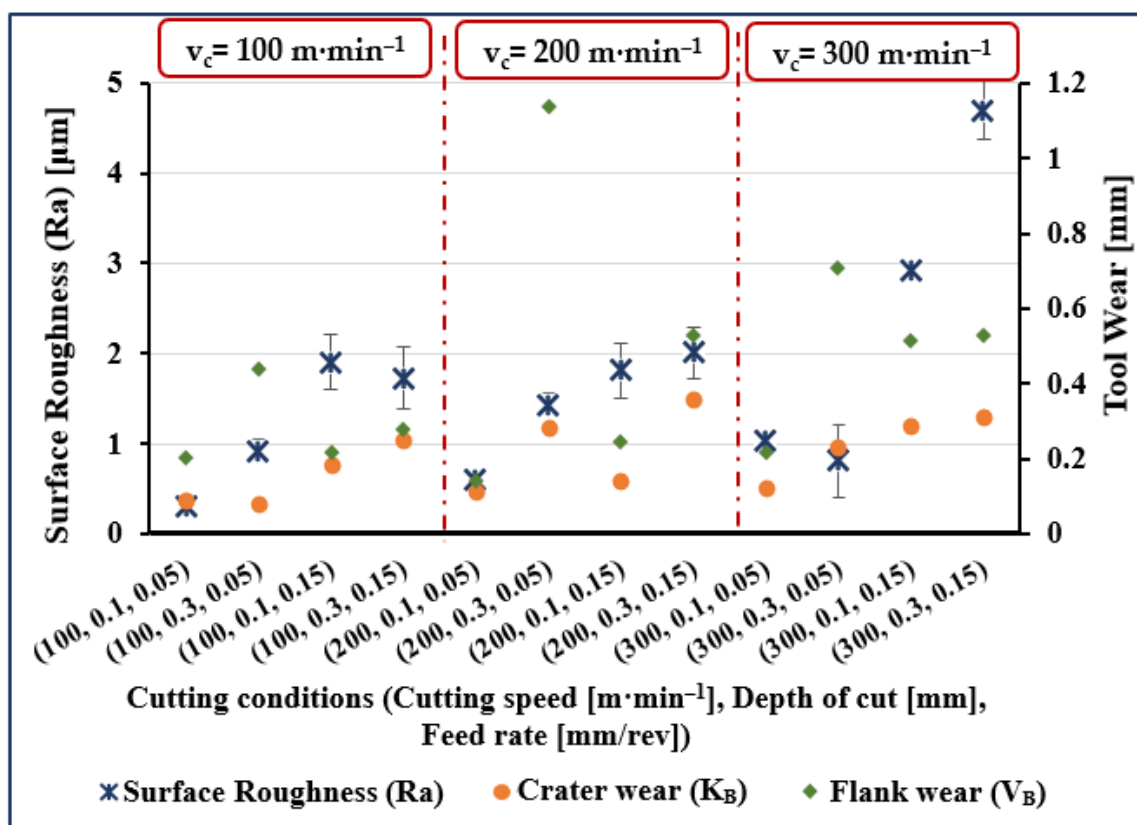 v_c= 100 m·min⁻¹
v_c= 200 m·min⁻¹
v_c= 300 m·min⁻¹
Surface Roughness (Ra) [µm]
5
4
3
2
1
0
1.2
1
0.8
0.6
0.4
0.2
0
Tool Wear [mm]
(100, 0.1, 0.05)
(100, 0.3, 0.05)
(100, 0.1, 0.15)
(100, 0.3, 0.15)
(200, 0.1, 0.05)
(200, 0.3, 0.05)
(200, 0.1, 0.15)
(200, 0.3, 0.15)
(300, 0.1, 0.05)
(300, 0.3, 0.05)
(300, 0.1, 0.15)
(300, 0.3, 0.15)
Cutting conditions (Cutting speed [m·min⁻¹], Depth of cut [mm],
Feed rate [mm/rev])
Surface Roughness (Ra)
Crater wear (K_B)
Flank wear (V_B)